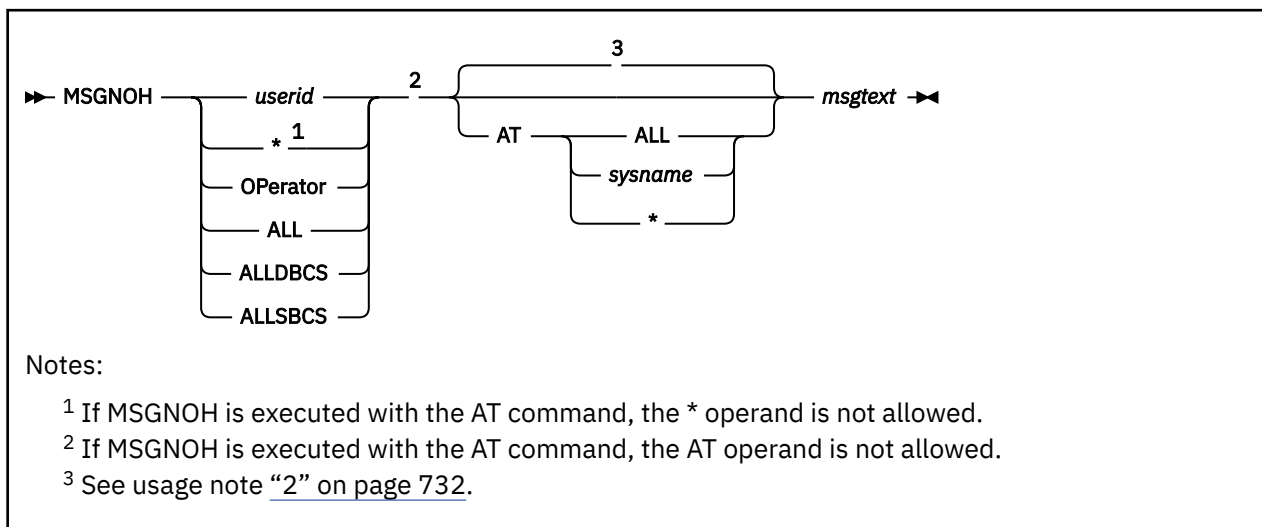 3
MSGNOH userid 2 msgtext
* 1
AT ALL
OPerator
sysname
ALL
*
ALLDBCS
ALLSBCS
Notes:
1 If MSGNOH is executed with the AT command, the * operand is not allowed.
2 If MSGNOH is executed with the AT command, the AT operand is not allowed.
3 See usage note “2” on page 732.